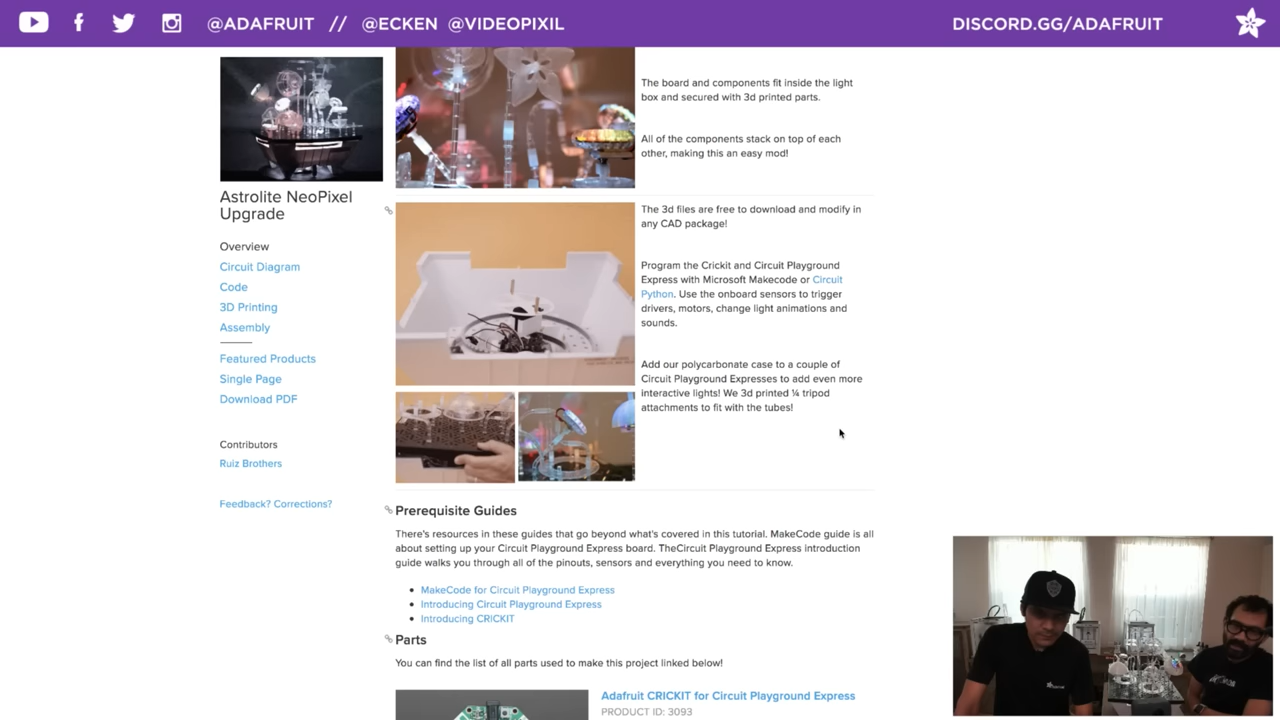 @ADAFRUIT // @ECKEN @VIDEOPIXIL
DISCORD.GG/ADAFRUIT
Astrolite NeoPixel
Upgrade
Overview
Circuit Diagram
Code
3D Printing
Assembly
Featured Products
Single Page
Download PDF
Contributors
Ruiz Brothers
Feedback? Corrections?
The board and components fit inside the light
box and secured with 3d printed parts.
All of the components stack on top of each
other, making this an easy mod!
The 3d files are free to download and modify in
any CAD package!
Program the Crickit and Circuit Playground
Express with Microsoft Makecode or Circuit
Python. Use the onboard sensors to trigger
drivers, motors, change light animations and
sounds.
Add our polycarbonate case to a couple of
Circuit Playground Expresses to add even more
interactive lights! We 3d printed ¼ tripod
attachments to fit with the tubes!
Prerequisite Guides
There's resources in these guides that go beyond what's covered in this tutorial. MakeCode guide is all
about setting up your Circuit Playground Express board. TheCircuit Playground Express introduction
guide walks you through all of the pinouts, sensors and everything you need to know.
MakeCode for Circuit Playground Express
Introducing Circuit Playground Express
Introducing CRICKIT
Parts
You can find the list of all parts used to make this project linked below!
Adafruit CRICKIT for Circuit Playground Express
PRODUCT ID: 3093